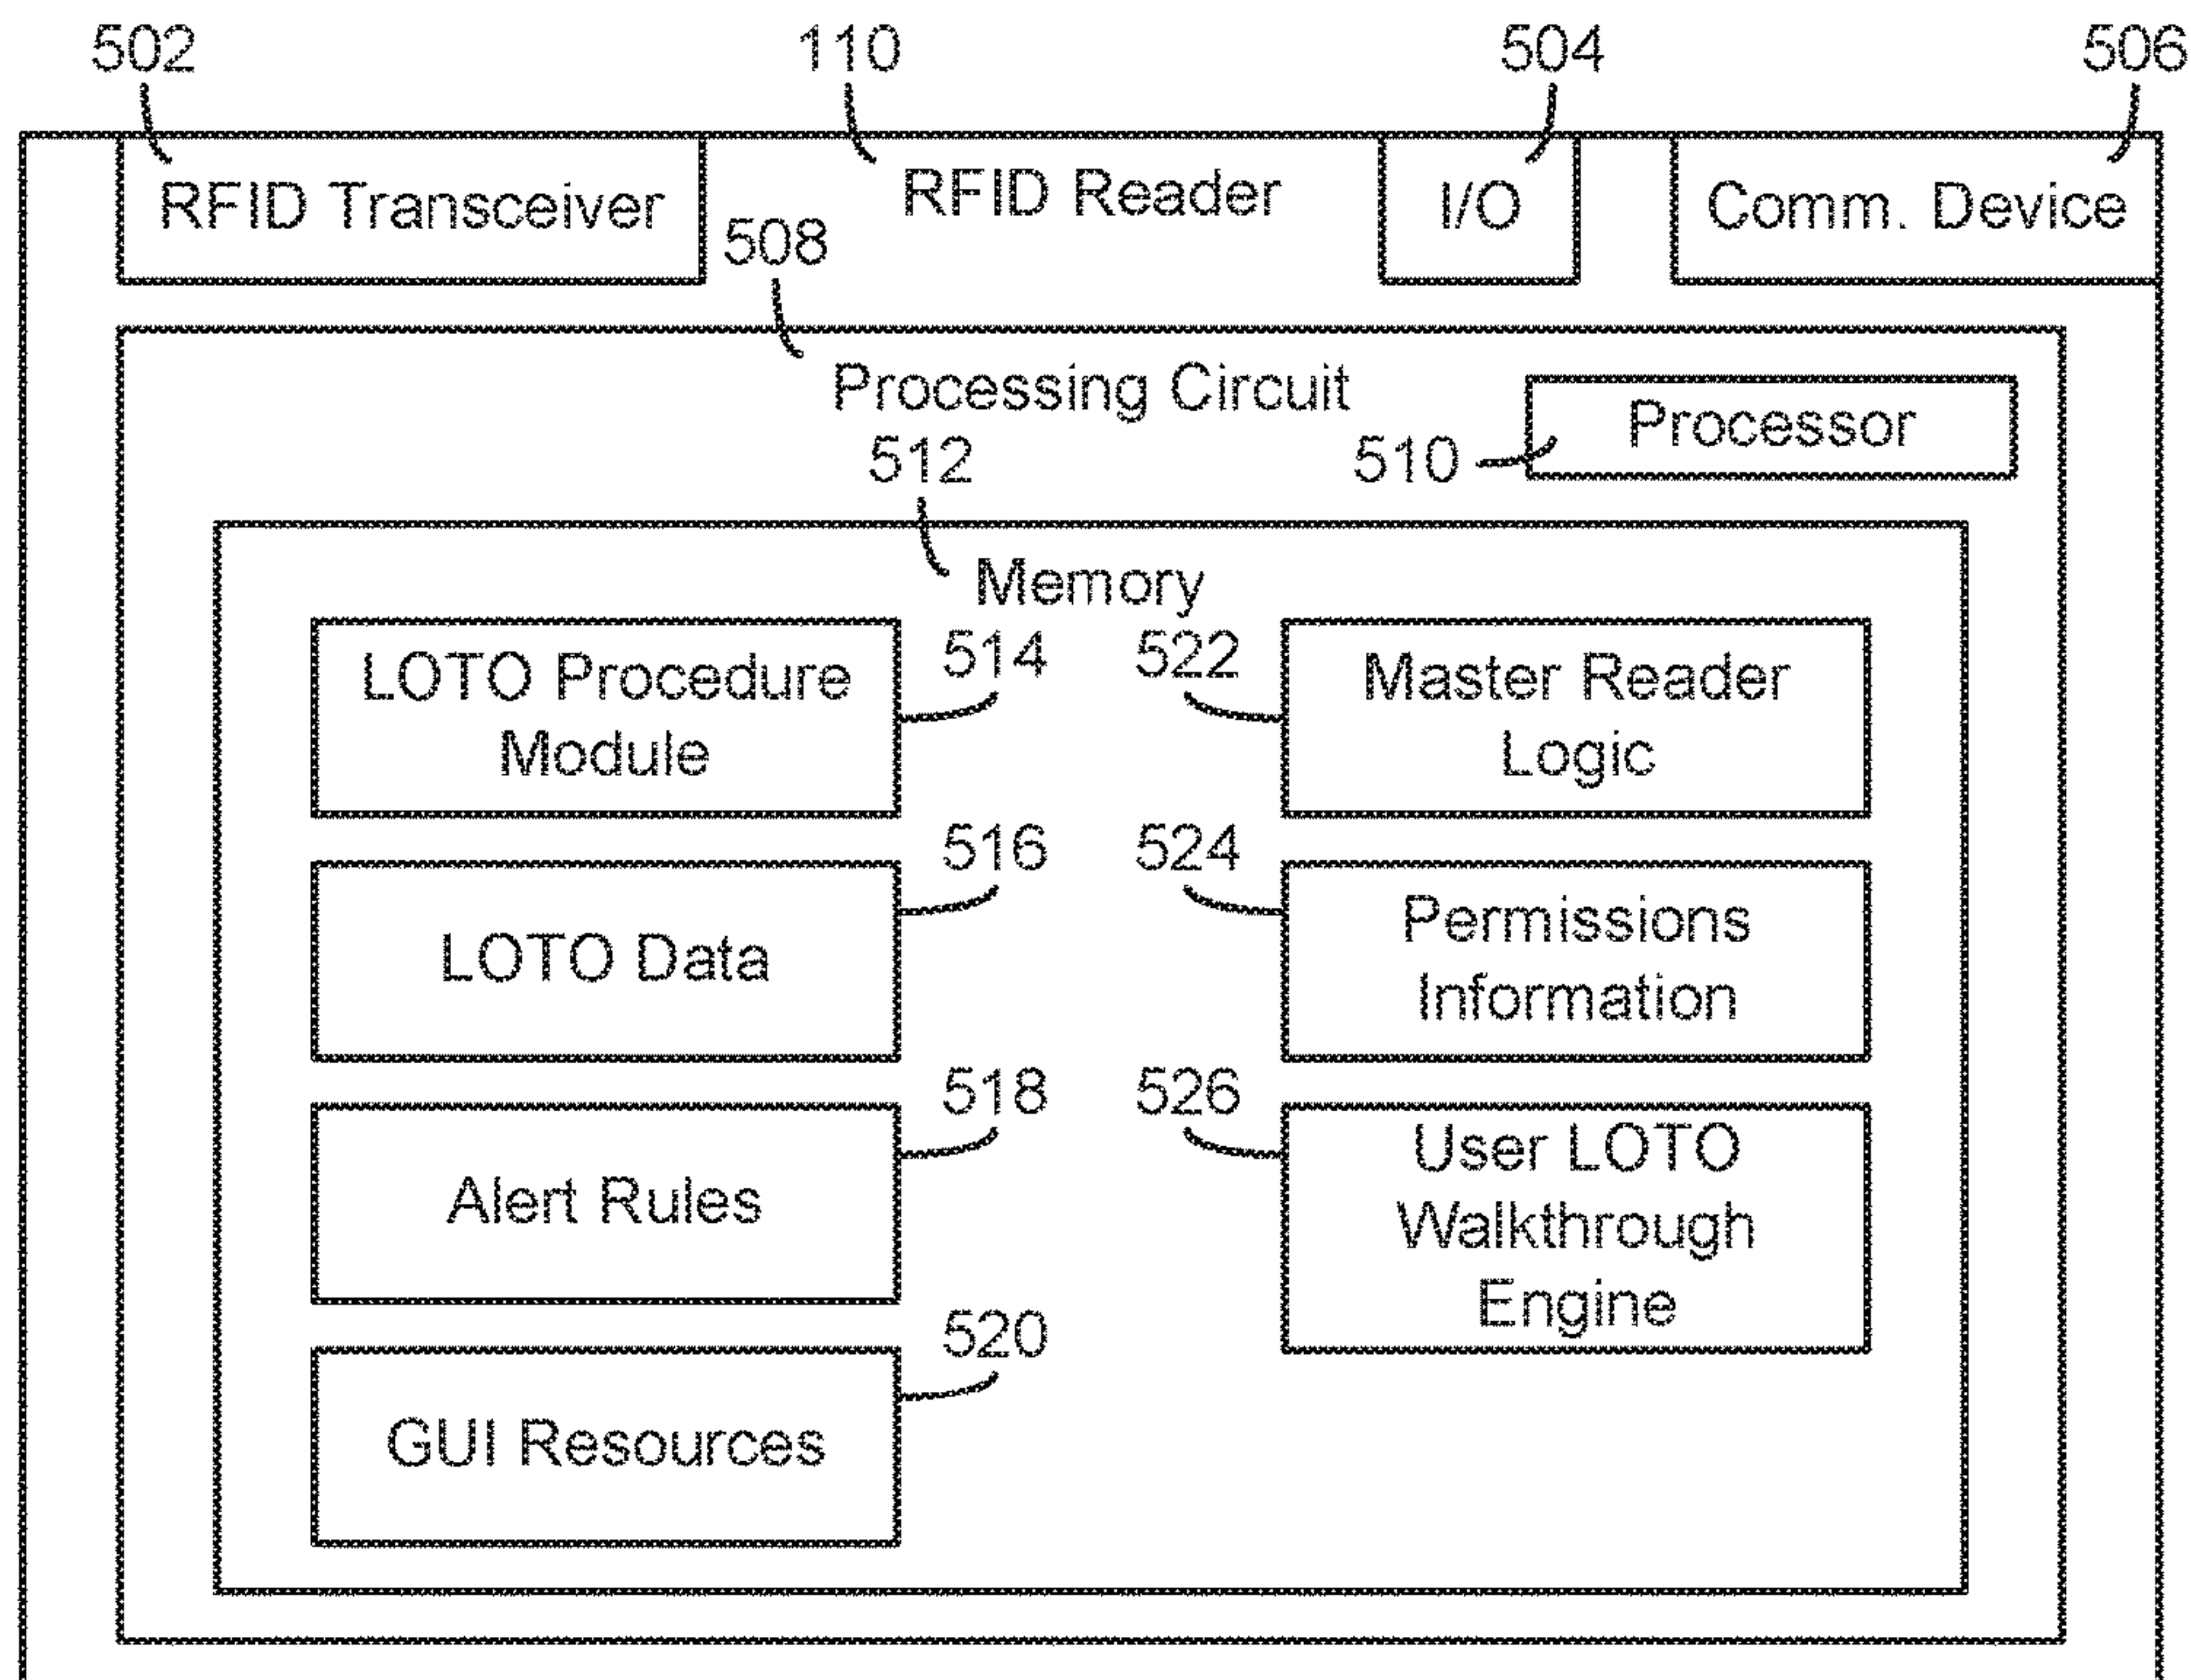 502
110
504
506
RFID Transceiver
RFID Reader
I/O
Comm. Device
508
Processing Circuit
Processor
512
510
Memory
LOTO Procedure
Module
514
522
Master Reader
Logic
516
524
LOTO Data
Permissions
Information
518
526
Alert Rules
User LOTO
Walkthrough
Engine
520
GUI Resources